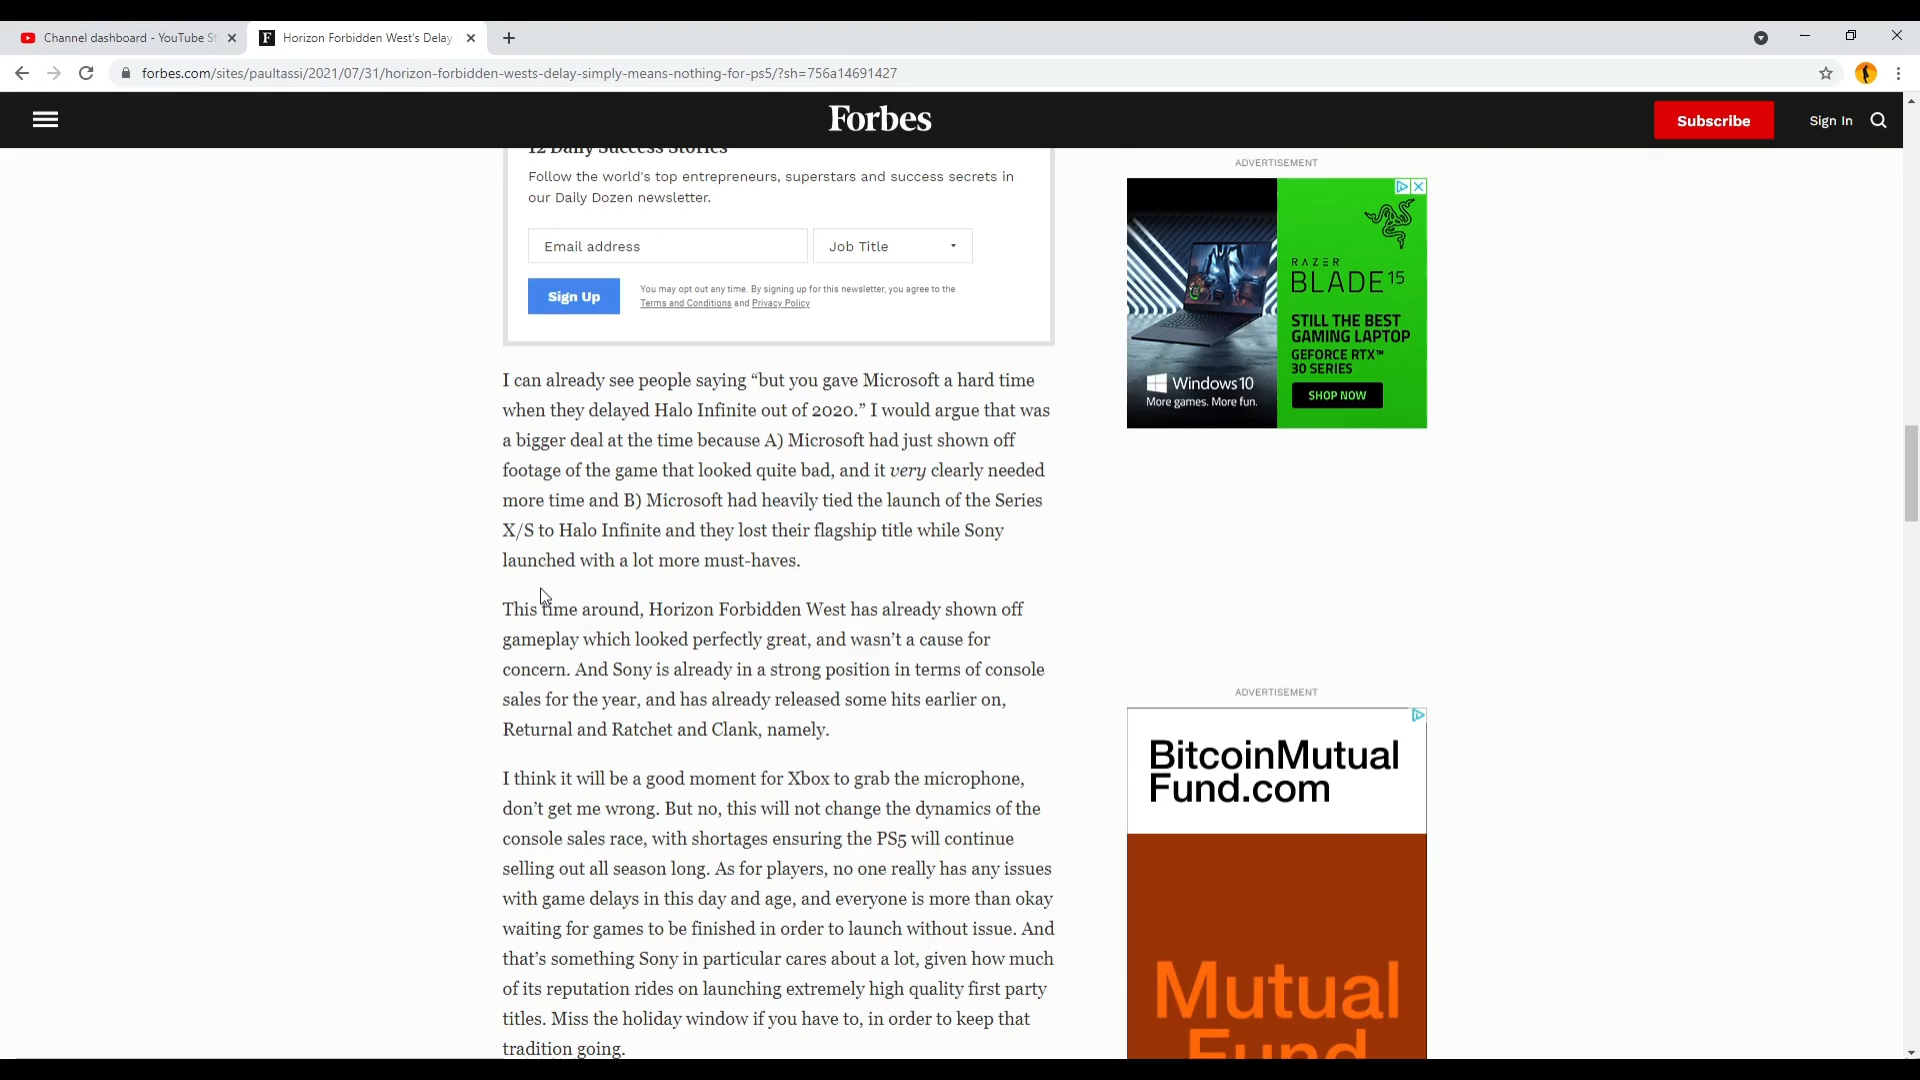 Channel dashboard - YouTube St
Horizon Forbidden West's Delay
forbes.com/sites/paultassi/2021/07/31/horizon-forbidden-wests-delay-simply-means-nothing-for-ps5/?sh=756a14691427
Forbes
Subscribe
Sign In
12 Daily Success Stories
Follow the world's top entrepreneurs, superstars and success secrets in
our Daily Dozen newsletter.
Email address
Job Title
Sign Up
You may opt out any time. By signing up for this newsletter, you agree to the
Terms and Conditions and Privacy Policy
I can already see people saying “but you gave Microsoft a hard time
when they delayed Halo Infinite out of 2020.” I would argue that was
a bigger deal at the time because A) Microsoft had just shown off
footage of the game that looked quite bad, and it very clearly needed
more time and B) Microsoft had heavily tied the launch of the Series
X/S to Halo Infinite and they lost their flagship title while Sony
launched with a lot more must-haves.
This time around, Horizon Forbidden West has already shown off
gameplay which looked perfectly great, and wasn’t a cause for
concern. And Sony is already in a strong position in terms of console
sales for the year, and has already released some hits earlier on,
Returnal and Ratchet and Clank, namely.
I think it will be a good moment for Xbox to grab the microphone,
don’t get me wrong. But no, this will not change the dynamics of the
console sales race, with shortages ensuring the PS5 will continue
selling out all season long. As for players, no one really has any issues
with game delays in this day and age, and everyone is more than okay
waiting for games to be finished in order to launch without issue. And
that’s something Sony in particular cares about a lot, given how much
of its reputation rides on launching extremely high quality first party
titles. Miss the holiday window if you have to, in order to keep that
tradition going.
ADVERTISEMENT
RAZER
BLADE 15
STILL THE BEST
GAMING LAPTOP
GEFORCE RTX™
30 SERIES
SHOP NOW
Windows 10
More games. More fun.
ADVERTISEMENT
BitcoinMutual
Fund.com
Mutual
Fund